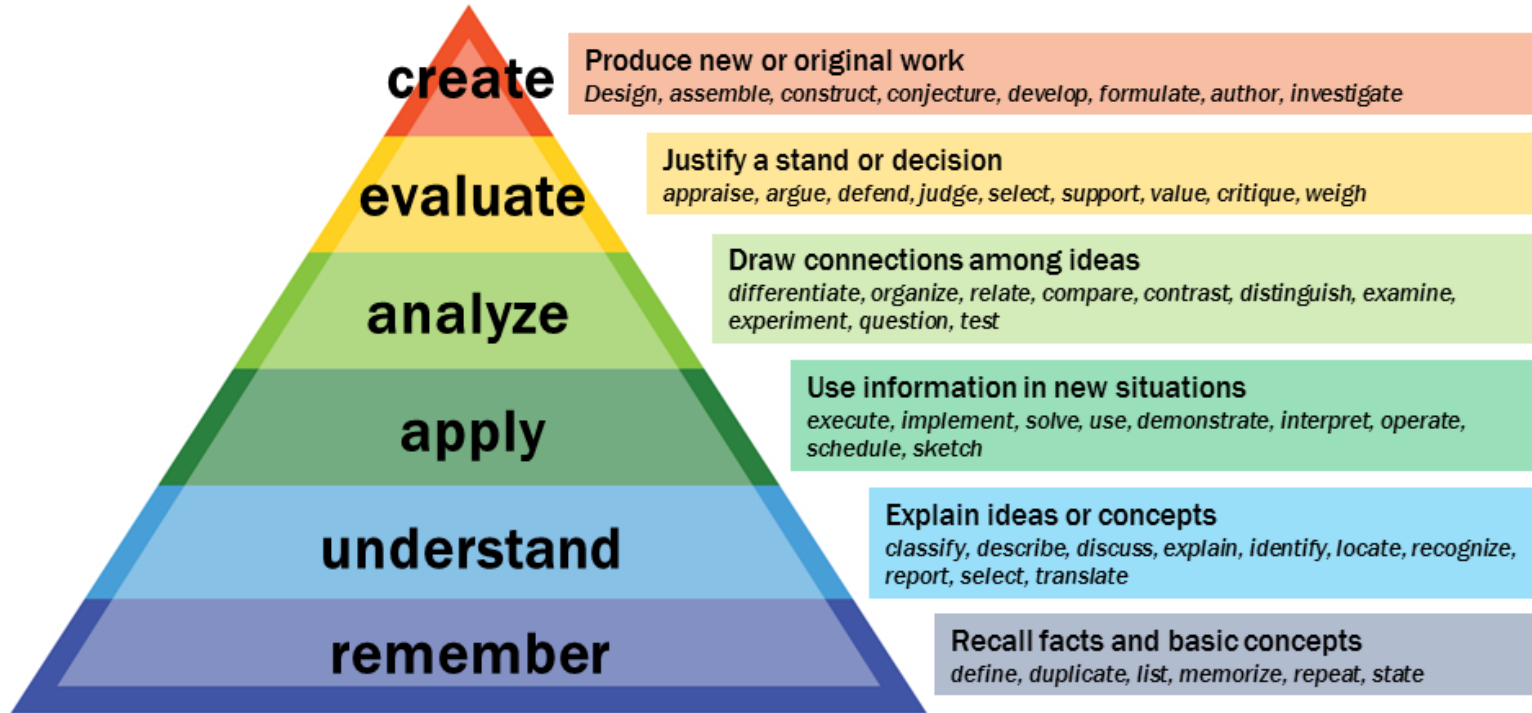 create
Produce new or original work
Design, assemble, construct, conjecture, develop, formulate, author, investigate
evaluate
Justify a stand or decision
appraise, argue, defend, judge, select, support, value, critique, weigh
analyze
Draw connections among ideas
differentiate, organize, relate, compare, contrast, distinguish, examine,
experiment, question, test
apply
Use information in new situations
execute, implement, solve, use, demonstrate, interpret, operate,
schedule, sketch
understand
Explain ideas or concepts
classify, describe, discuss, explain, identify, locate, recognize,
report, select, translate
remember
Recall facts and basic concepts
define, duplicate, list, memorize, repeat, state